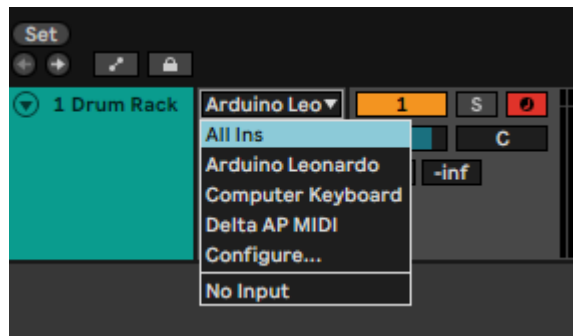 Set
1 Drum Rack
Arduino Leo
1
S
All Ins
C
Arduino Leonardo
-inf
Computer Keyboard
Delta AP MIDI
Configure...
No Input